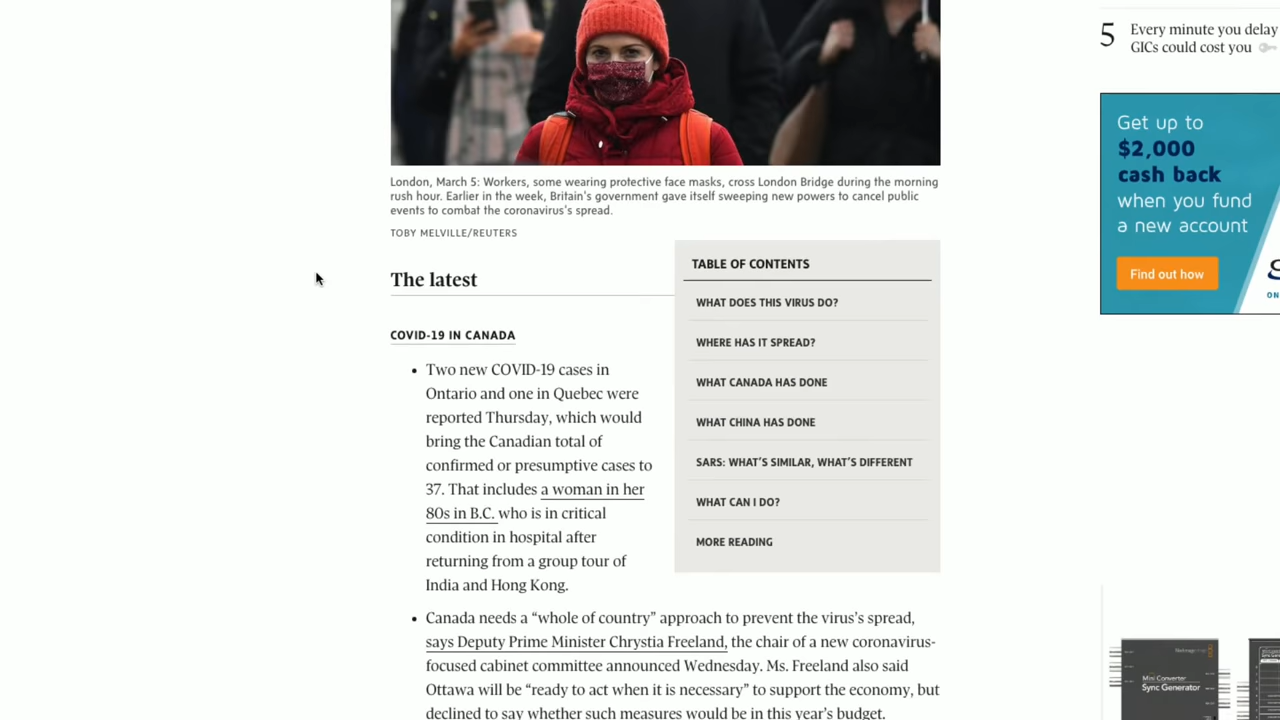 London, March 5: Workers, some wearing protective face masks, cross London Bridge during the morning
rush hour. Earlier in the week, Britain's government gave itself sweeping new powers to cancel public
events to combat the coronavirus's spread.
TOBY MELVILLE/REUTERS
The latest
COVID-19 IN CANADA
• Two new COVID-19 cases in
Ontario and one in Quebec were
reported Thursday, which would
bring the Canadian total of
confirmed or presumptive cases to
37. That includes a woman in her
80s in B.C. who is in critical
condition in hospital after
returning from a group tour of
India and Hong Kong.
• Canada needs a “whole of country” approach to prevent the virus’s spread,
says Deputy Prime Minister Chrystia Freeland, the chair of a new coronavirus-
focused cabinet committee announced Wednesday. Ms. Freeland also said
Ottawa will be “ready to act when it is necessary” to support the economy, but
declined to say whether such measures would be in this year budget.
TABLE OF CONTENTS
WHAT DOES THIS VIRUS DO?
WHERE HAS IT SPREAD?
WHAT CANADA HAS DONE
WHAT CHINA HAS DONE
SARS: WHAT’S SIMILAR, WHAT’S DIFFERENT
WHAT CAN I DO?
MORE READING
5 Every minute you delay
GICs could cost you
Get up to
$2,000
cash back
when you fund
a new account
Find out how
S
ON
Mini Converter
Sync Generator